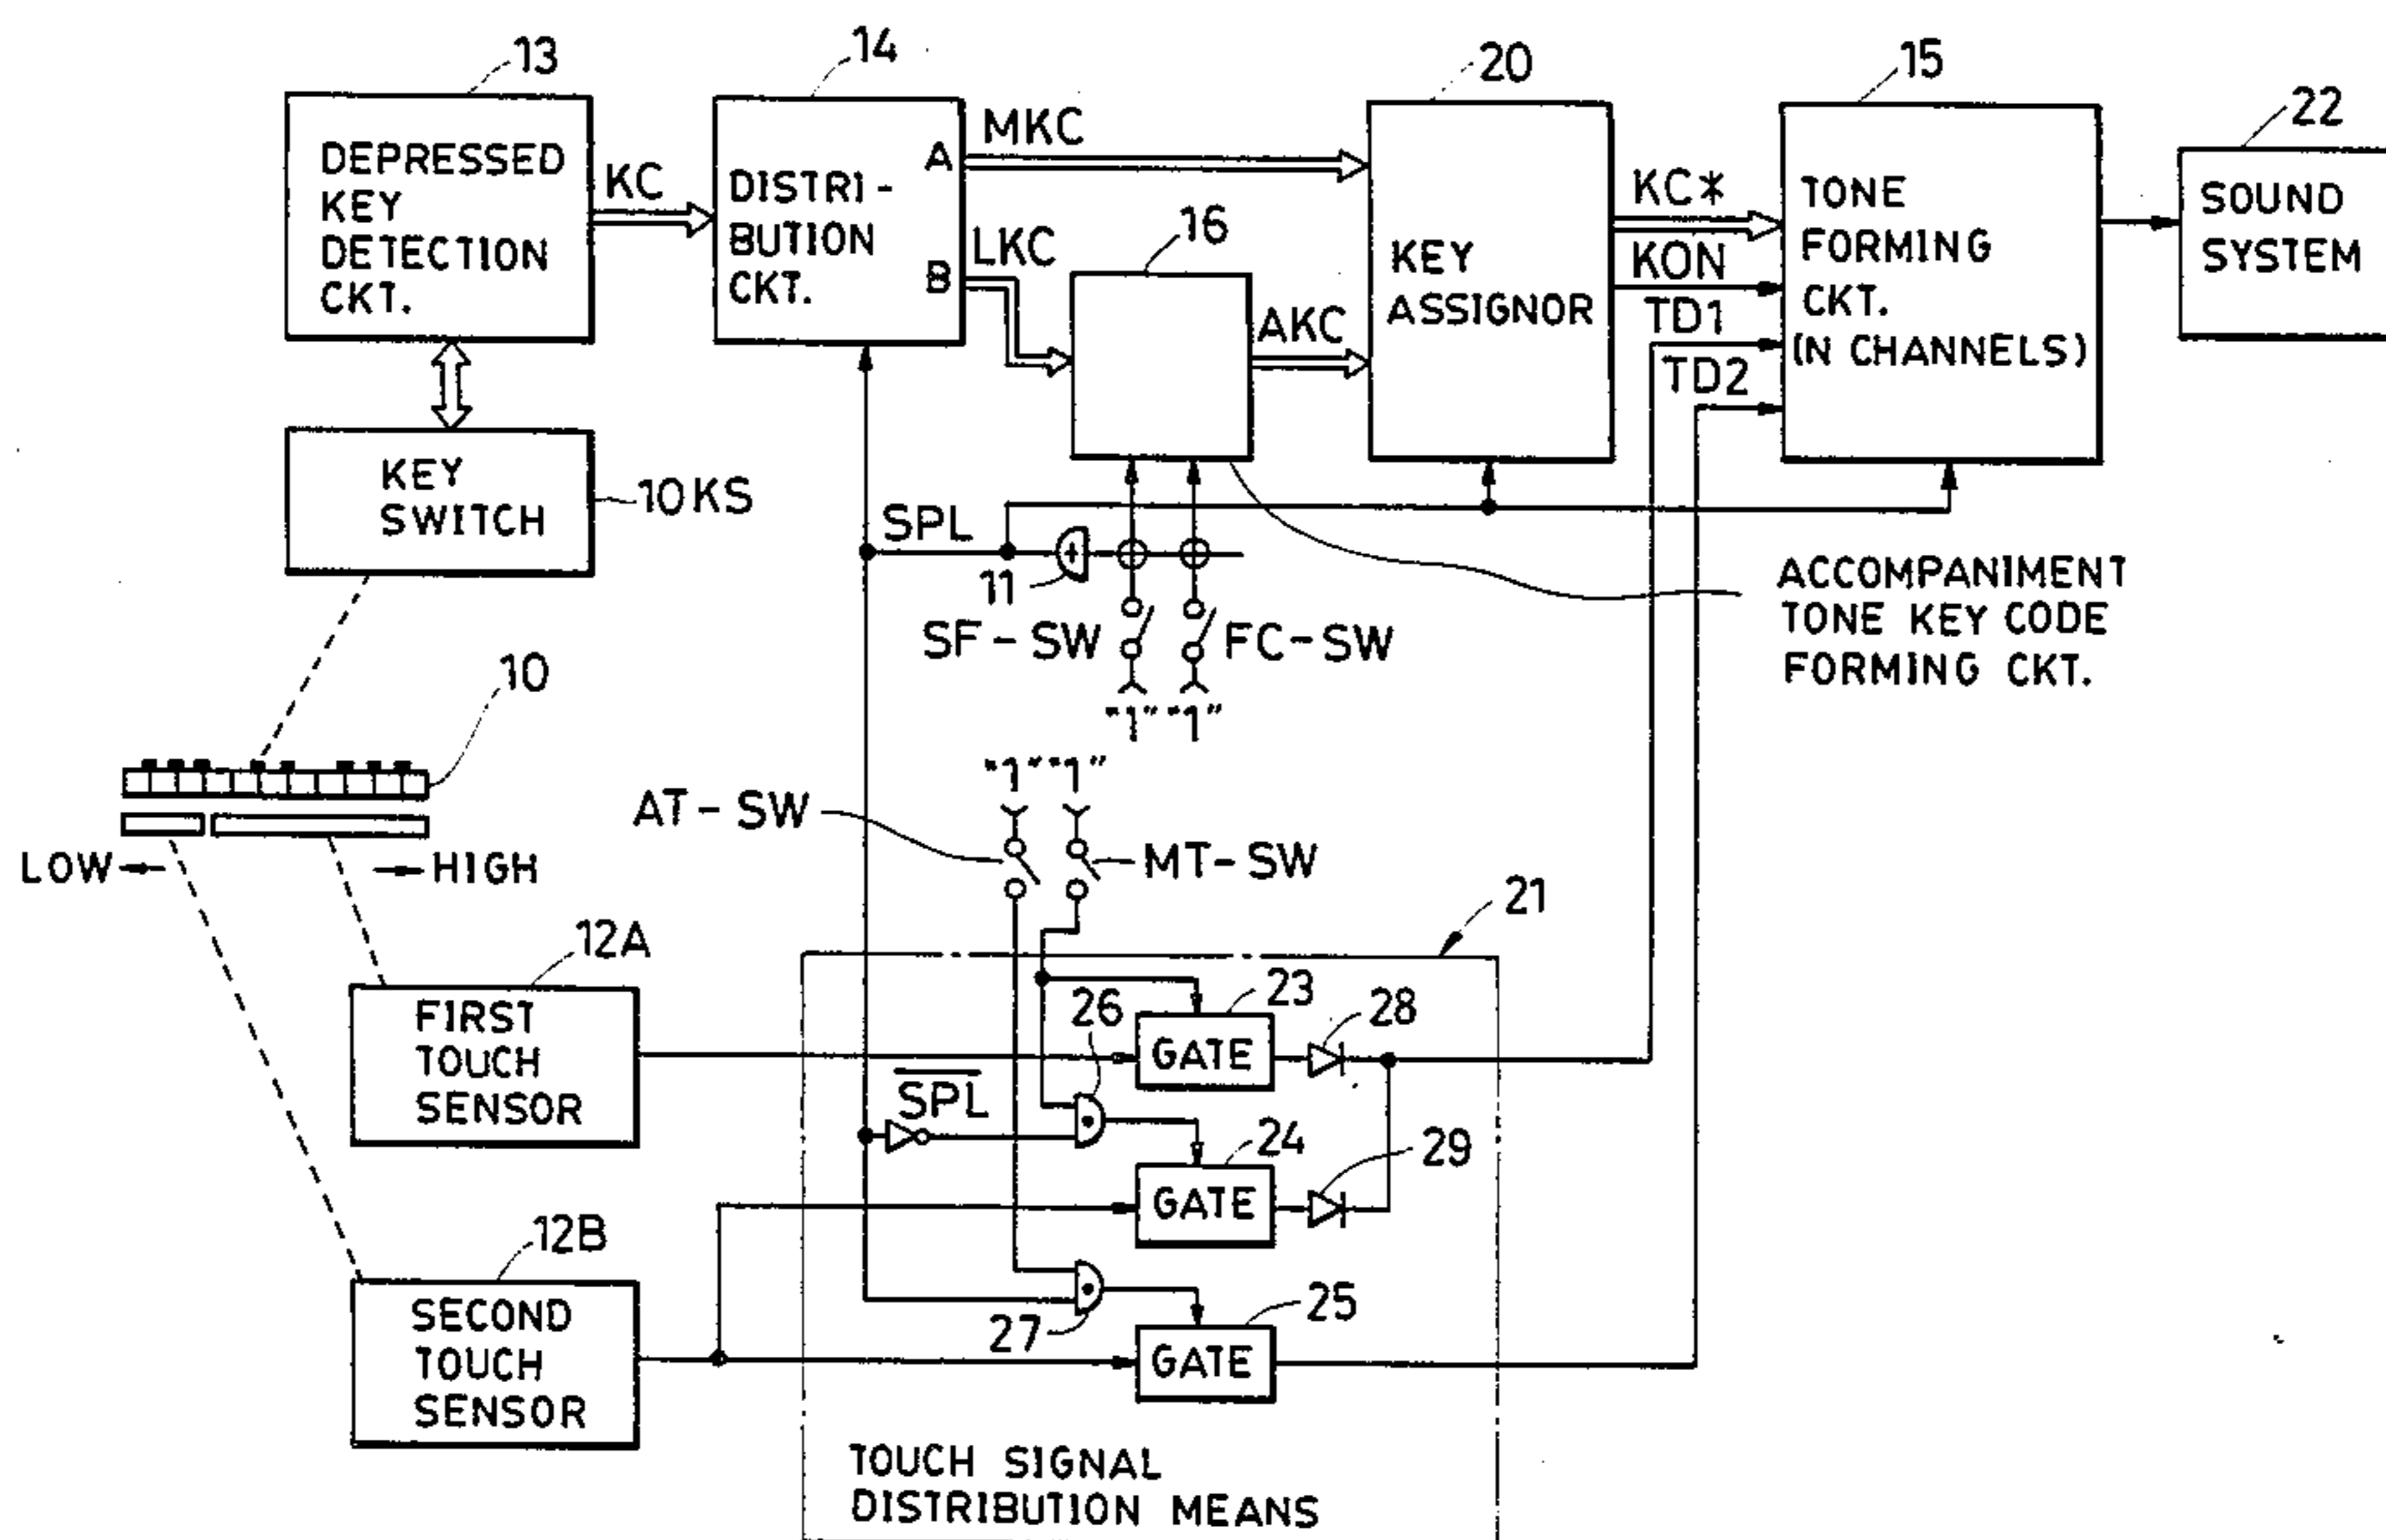 13
14
20
15
22
DEPRESSED
KEY
DETECTION
CKT.
KC
DISTRI-
BUTION
CKT.
A
B
MKC
LKC
16
AKC
KEY
ASSIGNOR
KC*
KON
TD1
TD2
TONE
FORMING
CKT.
(N CHANNELS)
SOUND
SYSTEM
KEY
SWITCH
10KS
SPL
11
SF-SW
FC-SW
"1" "1"
ACCOMPANIMENT
TONE KEY CODE
FORMING CKT.
10
LOW
HIGH
"1" "1"
AT-SW
MT-SW
21
12A
FIRST
TOUCH
SENSOR
26
23
GATE
28
SPL
24
GATE
29
12B
SECOND
TOUCH
SENSOR
27
25
GATE
TOUCH SIGNAL
DISTRIBUTION MEANS